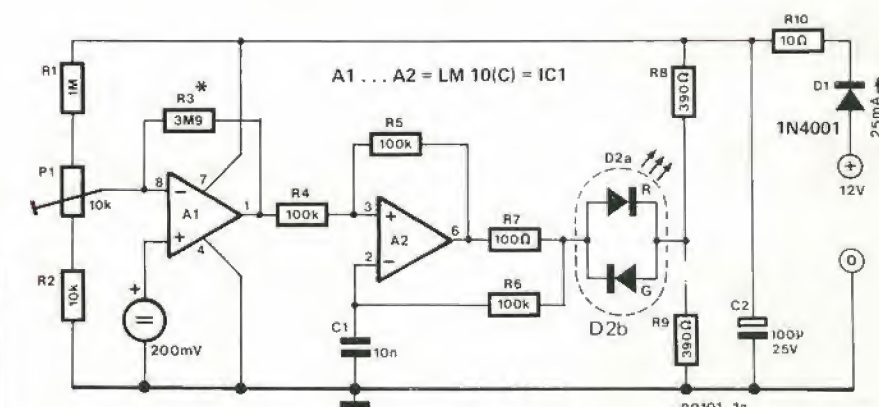 R10
10Ω
D1
1N4001
25mA
+
12V
0
A1 . . . A2 = LM 10(C) = IC1
R1
1M
R3 *
3M9
P1
10k
8
−
7
A1
1
+
4
R2
10k
+
=
200mV
R4
100k
R5
100k
3
+
A2
6
2
−
R7
100Ω
R6
100k
C1
10n
D2a
R
G
D2b
R8
390Ω
R9
390Ω
C2
100µ
25V